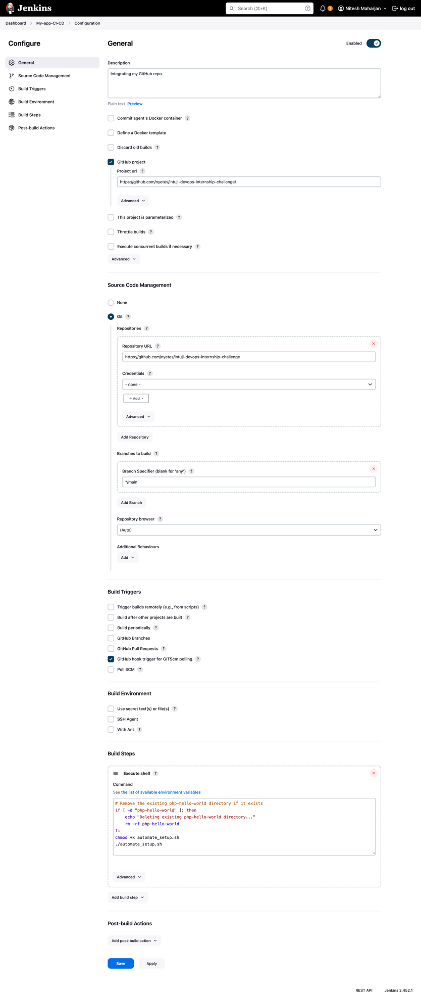 Jenkins
Search (⌘+K)
?
1
Nitesh Maharjan
log out
Dashboard > My-app-CI-CD > Configuration
Configure
General
Source Code Management
Build Triggers
Build Environment
Build Steps
Post-build Actions
General
Enabled
Description
Integrating my GitHub repo.
Plain text Preview
Commit agent's Docker container ?
Define a Docker template
Discard old builds ?
GitHub project
Project url ?
https://github.com/nyetes/intuji-devops-internship-challenge/
Advanced
This project is parameterized ?
Throttle builds ?
Execute concurrent builds if necessary ?
Advanced
Source Code Management
None
Git ?
Repositories ?
Repository URL ?
https://github.com/nyetes/intuji-devops-internship-challenge
Credentials ?
- none -
+ Add
Advanced
Add Repository
Branches to build ?
Branch Specifier (blank for 'any') ?
*/main
Add Branch
Repository browser ?
(Auto)
Additional Behaviours
Add
Build Triggers
Trigger builds remotely (e.g., from scripts) ?
Build after other projects are built ?
Build periodically ?
GitHub Branches
GitHub Pull Requests ?
GitHub hook trigger for GITScm polling ?
Poll SCM ?
Build Environment
Use secret text(s) or file(s) ?
SSH Agent
With Ant ?
Build Steps
Execute shell ?
Command
See the list of available environment variables
# Remove the existing php-hello-world directory if it exists
if [ -d "php-hello-world" ]; then
echo "Deleting existing php-hello-world directory..."
rm -rf php-hello-world
fi
chmod +x automate_setup.sh
./automate_setup.sh
Advanced
Add build step
Post-build Actions
Add post-build action
Save
Apply
REST API
Jenkins 2.452.1